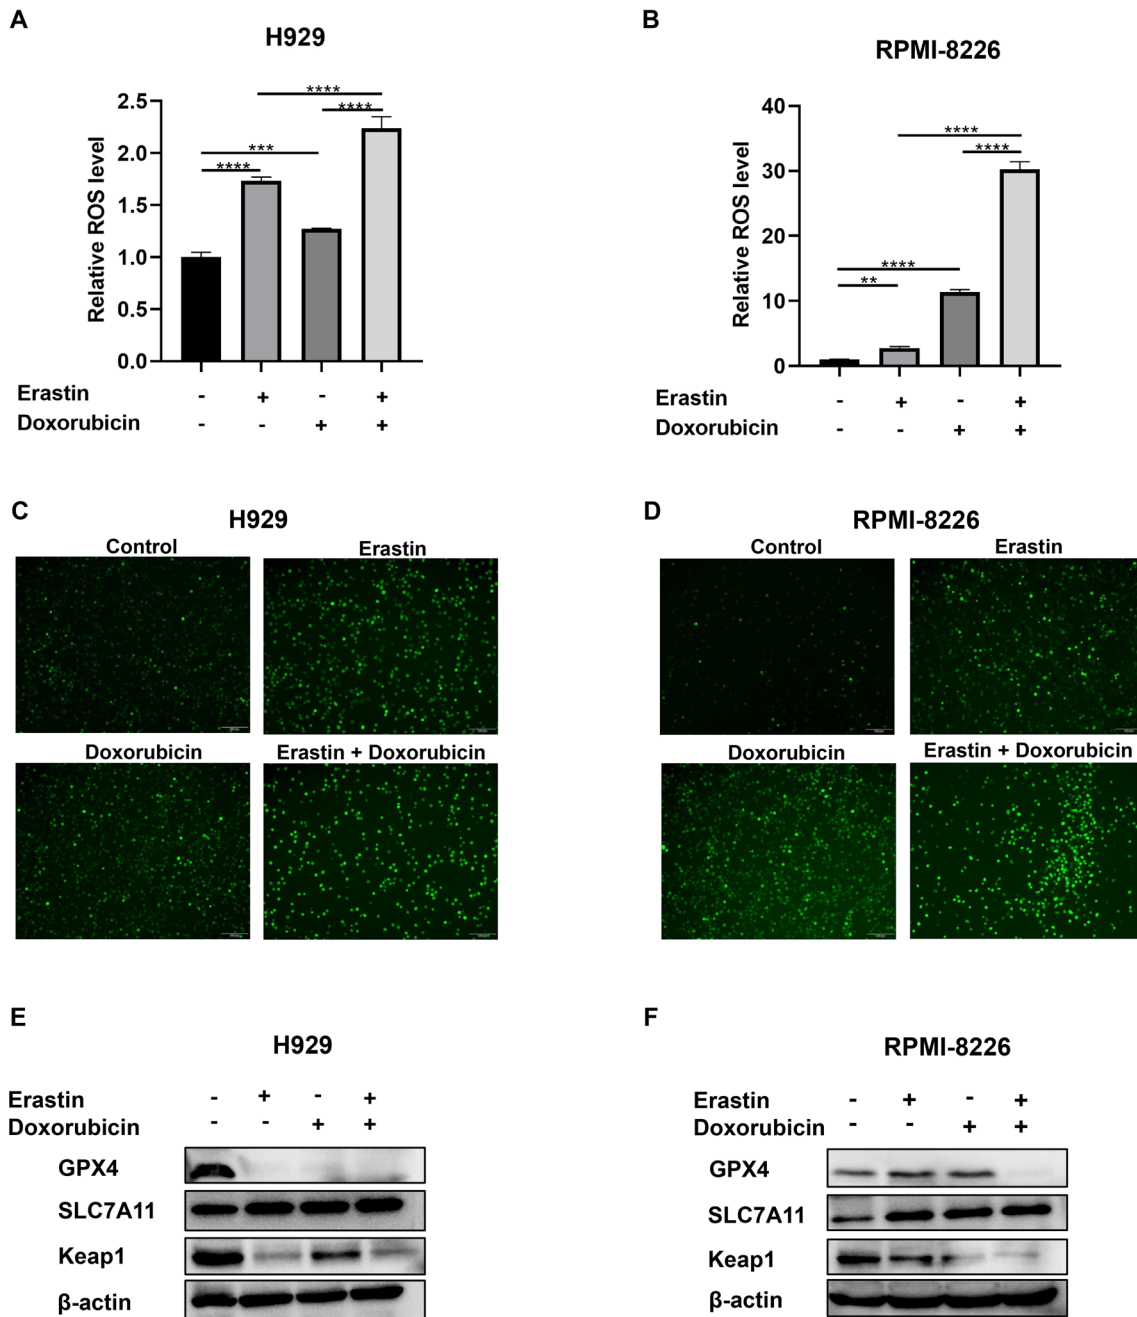 A
H929
Relative ROS level
2.5
2.0
1.5
1.0
0.5
0.0
****
****
***
****
Erastin - + - +
Doxorubicin - - + +
B
RPMI-8226
Relative ROS level
40
30
20
10
0
****
****
****
**
Erastin - + - +
Doxorubicin - - + +
C
H929
Control Erastin
Doxorubicin Erastin + Doxorubicin
D
RPMI-8226
Control Erastin
Doxorubicin Erastin + Doxorubicin
E
H929
Erastin - + - +
Doxorubicin - - + +
GPX4
SLC7A11
Keap1
β-actin
F
RPMI-8226
Erastin - + - +
Doxorubicin - - + +
GPX4
SLC7A11
Keap1
β-actin